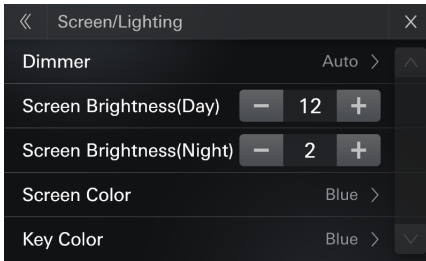 Screen/Lighting
Dimmer Auto
Screen Brightness(Day) − 12 +
Screen Brightness(Night) − 2 +
Screen Color Blue
Key Color Blue